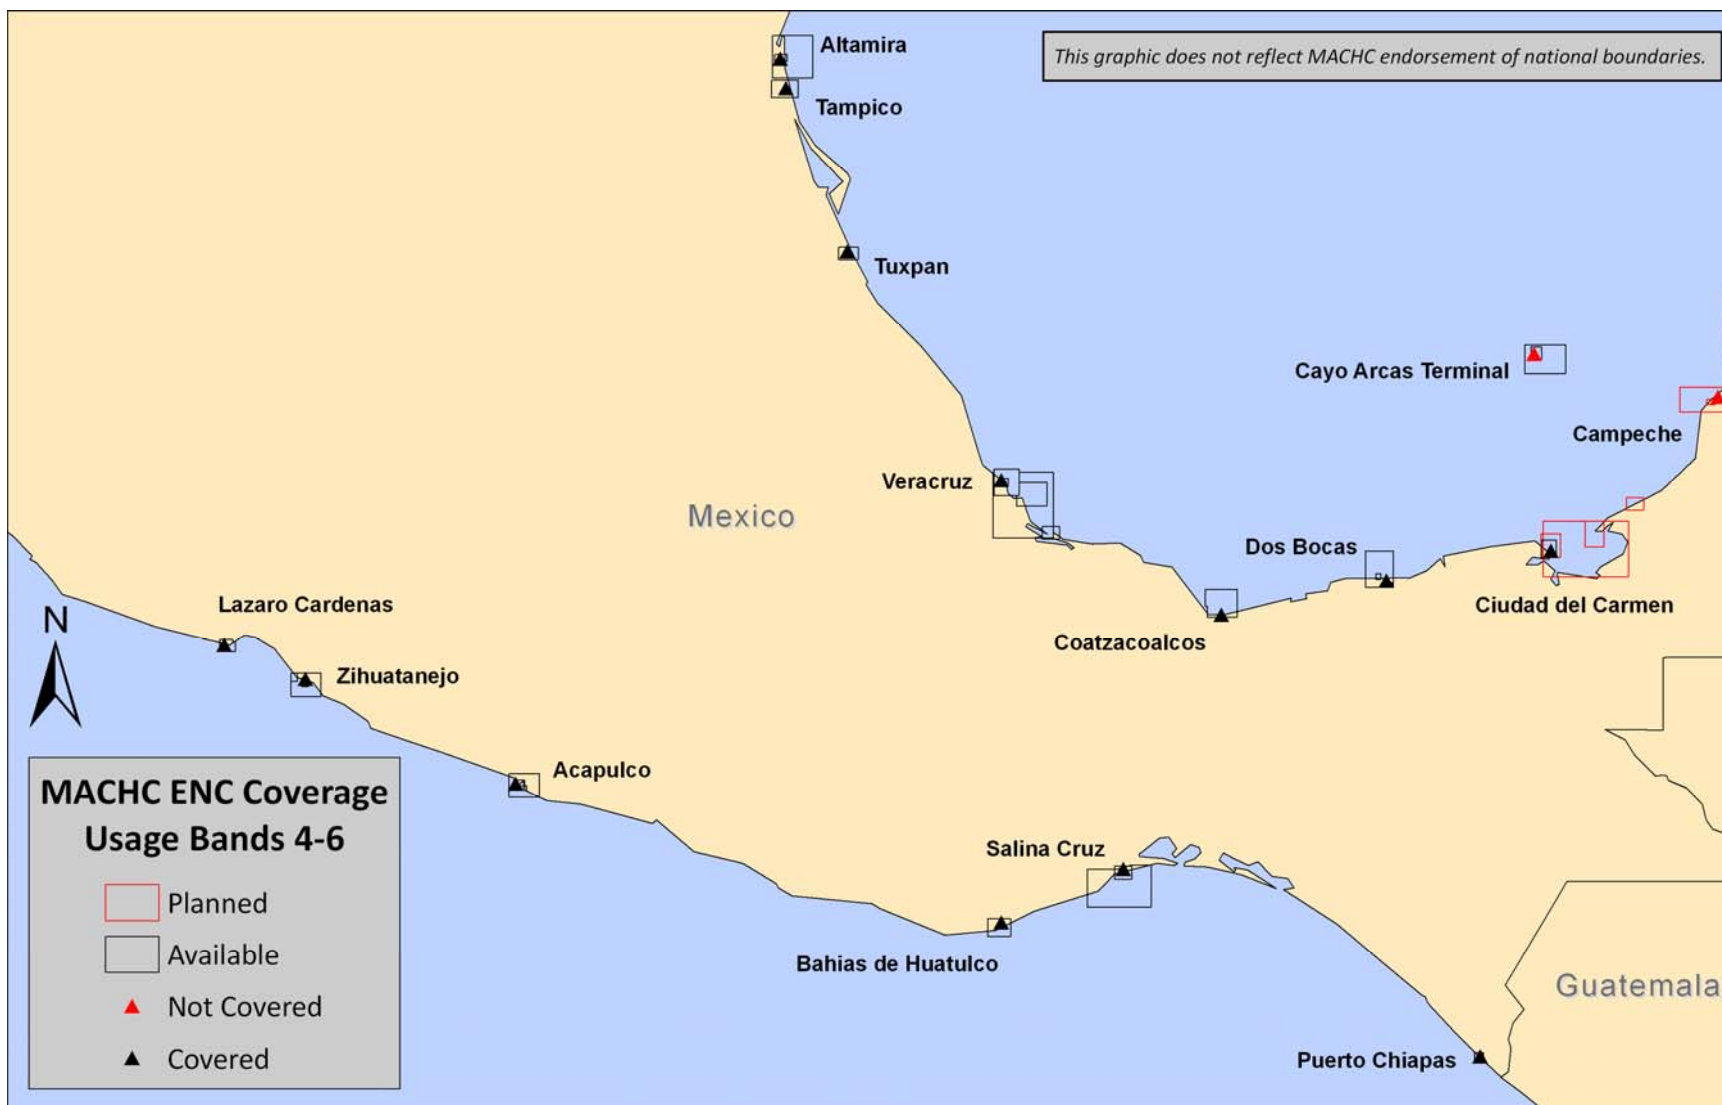 Altamira
This graphic does not reflect MACHC endorsement of national boundaries.
Tampico
Tuxpan
Cayo Arcas Terminal
Campeche
Veracruz
Mexico
Dos Bocas
Lazaro Cardenas
Ciudad del Carmen
N
Coatzacoalcos
Zihuatanejo
Acapulco
MACHC ENC Coverage
Usage Bands 4-6
Planned
Available
Not Covered
Covered
Salina Cruz
Bahias de Huatulco
Guatemala
Puerto Chiapas